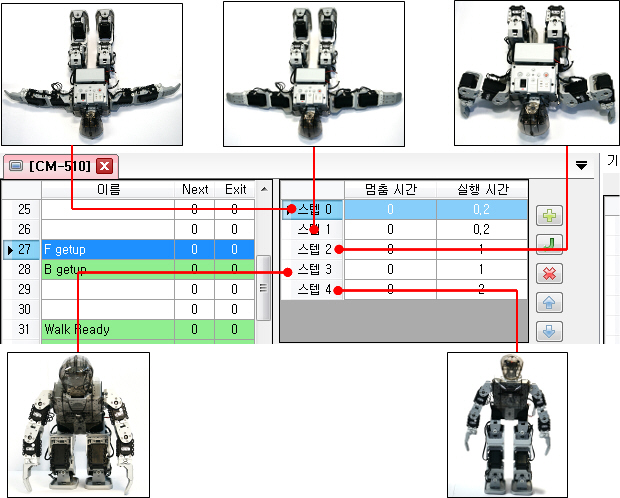 [CM-510]
기
이름 Next Exit
25 0 0
26 0 0
27 F getup 0 0
28 B getup 0 0
29 0 0
30 0 0
31 Walk Ready 0 0
멈춤 시간 실행 시간
스텝 0 0 0,2
스텝 1 0 0,2
스텝 2 0 1
스텝 3 0 1
스텝 4 0 2